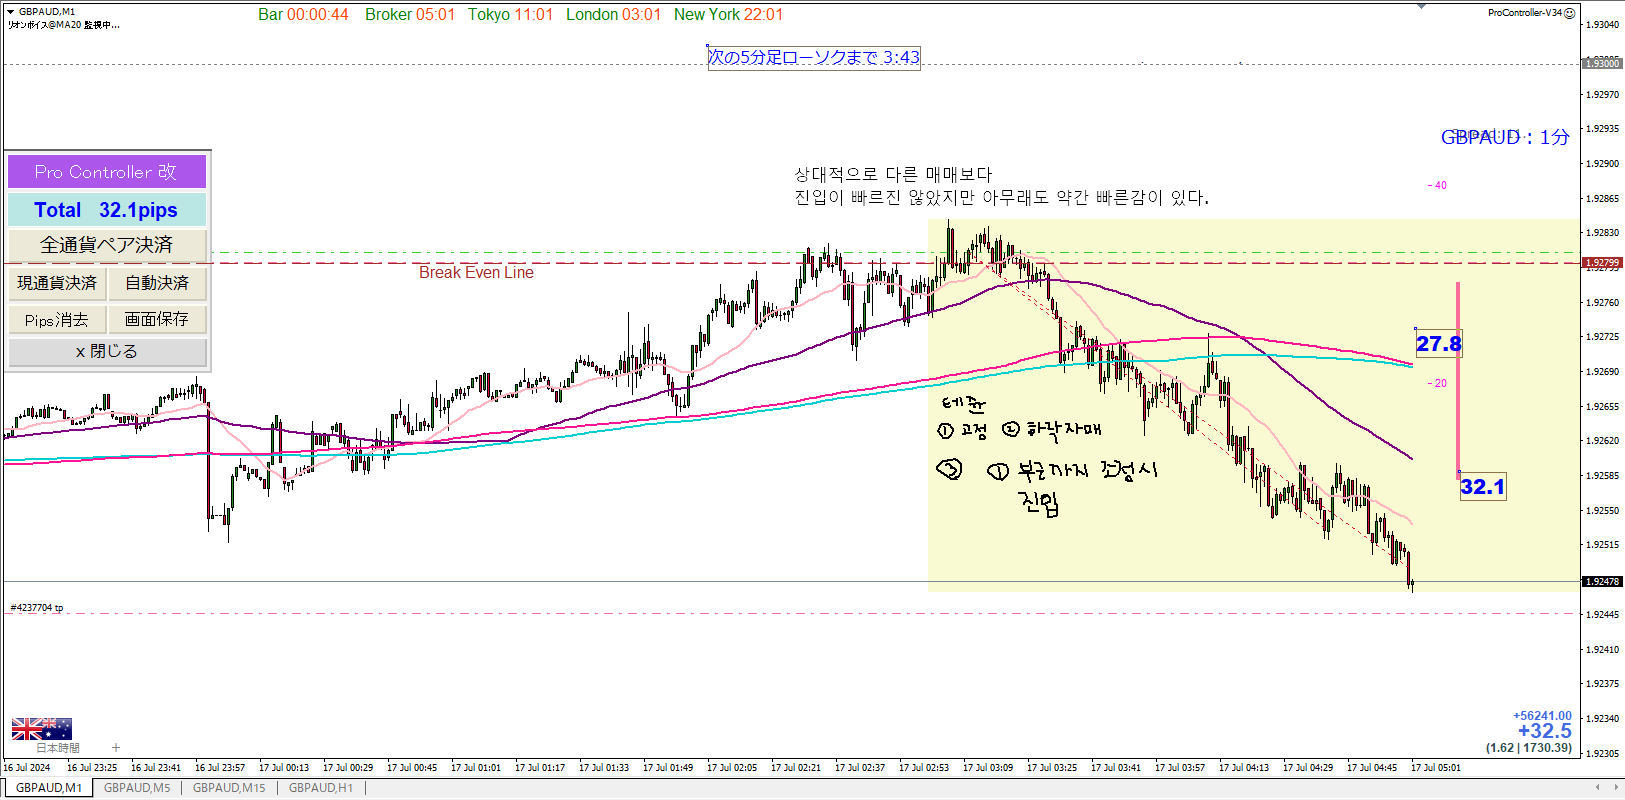 GBPAUD,M1
リオンボイス@MA20 監視中...
Bar 00:00:44 Broker 05:01 Tokyo 11:01 London 03:01 New York 22:01
ProController-V34
次の5分足ローソクまで 3:43
GBPAUD : 1分
Pro Controller 改
Total 32.1pips
全通貨ペア決済
現通貨決済 自動決済
Pips消去 画面保存
x 閉じる
상대적으로 다른 매매보다
진입이 빠르진 않았지만 아무래도 약간 빠른감이 있다.
Break Even Line
- 40
27.8
- 20
32.1
테준
① 고점 ② 하락자매
③ ① 부근까지 조정시
진입
1.93040
1.93000
1.92970
1.92935
1.92900
1.92865
1.92830
1.92799
1.92760
1.92725
1.92690
1.92655
1.92620
1.92585
1.92550
1.92515
1.92478
1.92445
1.92410
1.92375
1.92340
1.92305
#4237704 tp
日本時間 +
+56241.00
+32.5
(1.62 | 1730.39)
16 Jul 2024 16 Jul 23:25 16 Jul 23:41 16 Jul 23:57 17 Jul 00:13 17 Jul 00:29 17 Jul 00:45 17 Jul 01:01 17 Jul 01:17 17 Jul 01:33 17 Jul 01:49 17 Jul 02:05 17 Jul 02:21 17 Jul 02:37 17 Jul 02:53 17 Jul 03:09 17 Jul 03:25 17 Jul 03:41 17 Jul 03:57 17 Jul 04:13 17 Jul 04:29 17 Jul 04:45 17 Jul 05:01
GBPAUD,M1 GBPAUD,M5 GBPAUD,M15 GBPAUD,H1